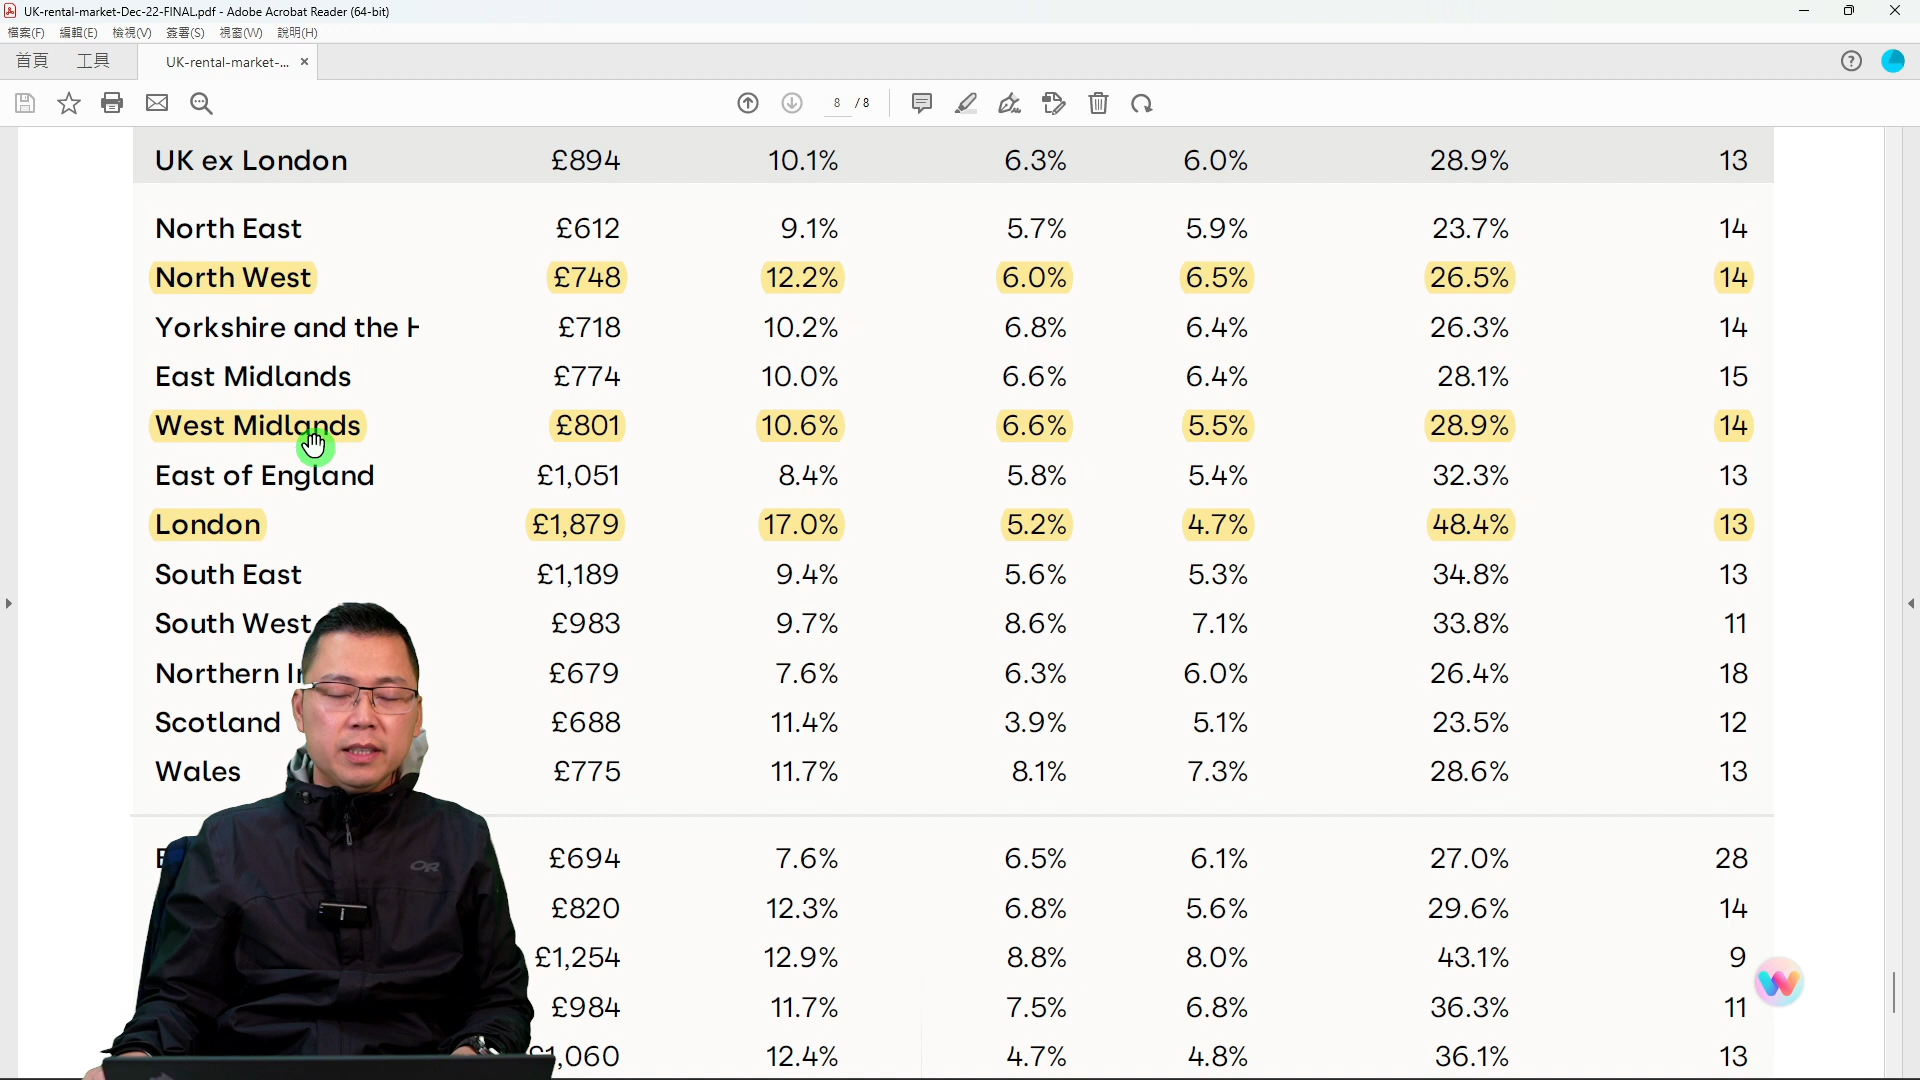 UK-rental-market-Dec-22-FINAL.pdf - Adobe Acrobat Reader (64-bit)
檔案(F) 編輯(E) 檢視(V) 簽署(S) 視窗(W) 說明(H)
首頁 工具 UK-rental-market-... ×
8 / 8
UK ex London £894 10.1% 6.3% 6.0% 28.9% 13
North East £612 9.1% 5.7% 5.9% 23.7% 14
North West £748 12.2% 6.0% 6.5% 26.5% 14
Yorkshire and the £718 10.2% 6.8% 6.4% 26.3% 14
East Midlands £774 10.0% 6.6% 6.4% 28.1% 15
West Midlands £801 10.6% 6.6% 5.5% 28.9% 14
East of England £1,051 8.4% 5.8% 5.4% 32.3% 13
London £1,879 17.0% 5.2% 4.7% 48.4% 13
South East £1,189 9.4% 5.6% 5.3% 34.8% 13
South West £983 9.7% 8.6% 7.1% 33.8% 11
Northern £679 7.6% 6.3% 6.0% 26.4% 18
Scotland £688 11.4% 3.9% 5.1% 23.5% 12
Wales £775 11.7% 8.1% 7.3% 28.6% 13
£694 7.6% 6.5% 6.1% 27.0% 28
£820 12.3% 6.8% 5.6% 29.6% 14
£1,254 12.9% 8.8% 8.0% 43.1% 9
£984 11.7% 7.5% 6.8% 36.3% 11
£1,060 12.4% 4.7% 4.8% 36.1% 13
OR